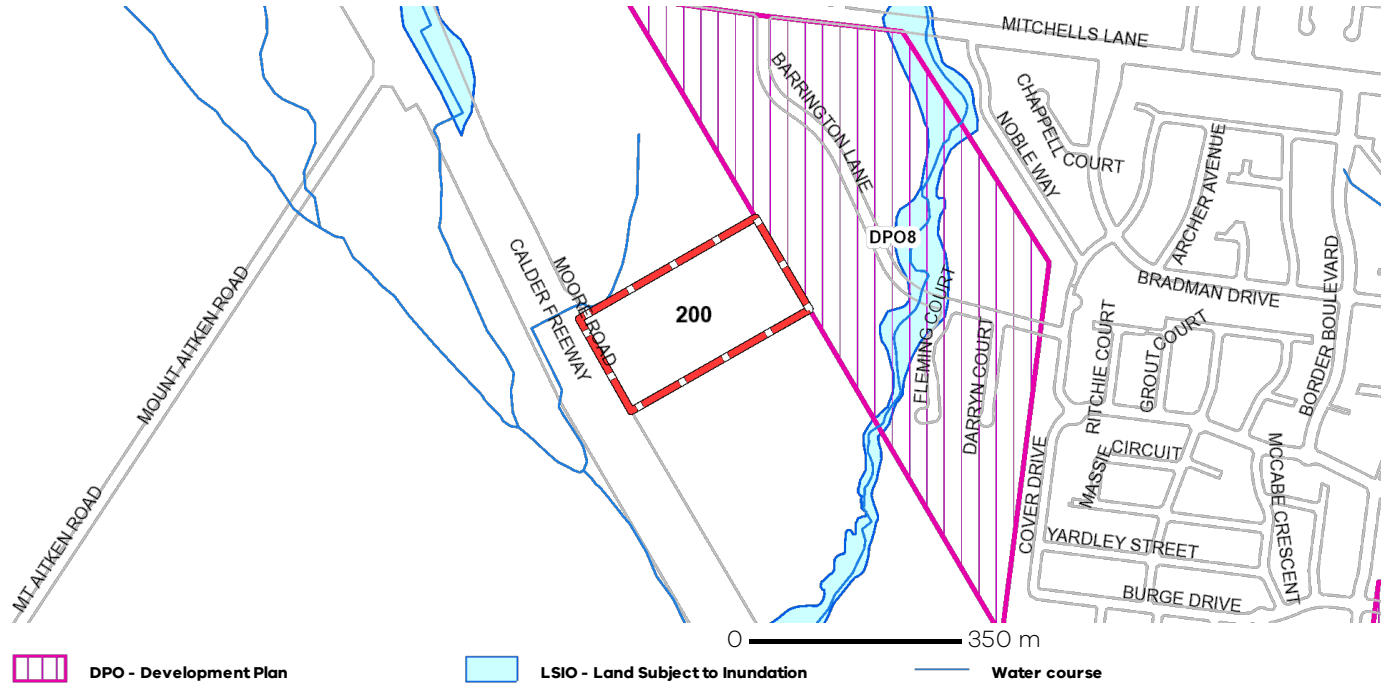 MITCHELLS LANE
BARRINGTON LANE
CHAPPELL COURT
NOBLE WAY
ARCHER AVENUE
DPO8
CALDER FREEWAY
MOORE ROAD
MOUNT AITKEN ROAD
200
FLEMING COURT
BRADMAN DRIVE
BORDER BOULEVARD
DARRYN COURT
RITCHIE COURT
GROUT COURT
MASSIE CIRCUIT
MCCABE CRESCENT
COVER DRIVE
MT AITKEN ROAD
YARDLEY STREET
BURGE DRIVE
0 350 m
DPO - Development Plan
LSIO - Land Subject to Inundation
Water course